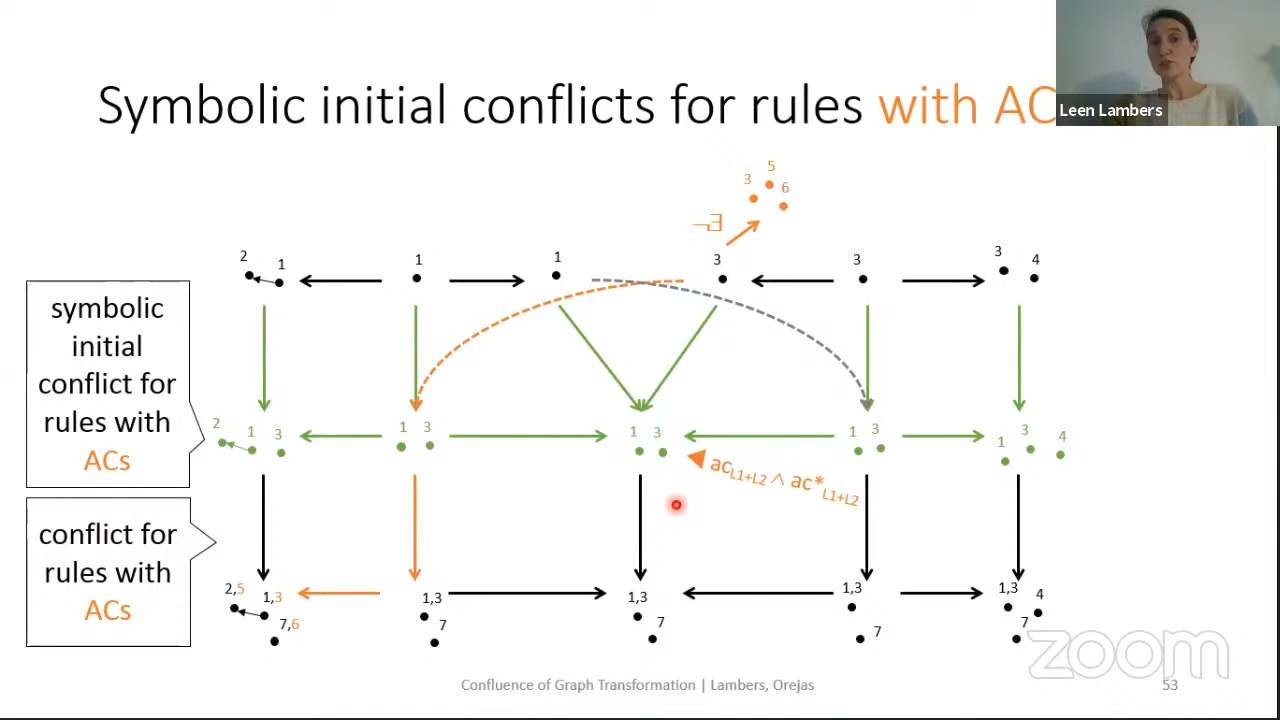 Symbolic initial conflicts for rules with AC
Leen Lambers
5
3 6
¬∃
2 1 1 1 3 3 3 4
symbolic
initial
conflict for
rules with
ACs
2 1 3 1 3 1 3 1 3 1 3 4
acL1+L2 ∧ ac*L1+L2
conflict for
rules with
ACs
2,5 1,3 1,3 1,3 1,3 1,3 4
7,6 7 7 7 7
zoom
Confluence of Graph Transformation | Lambers, Orejas 53